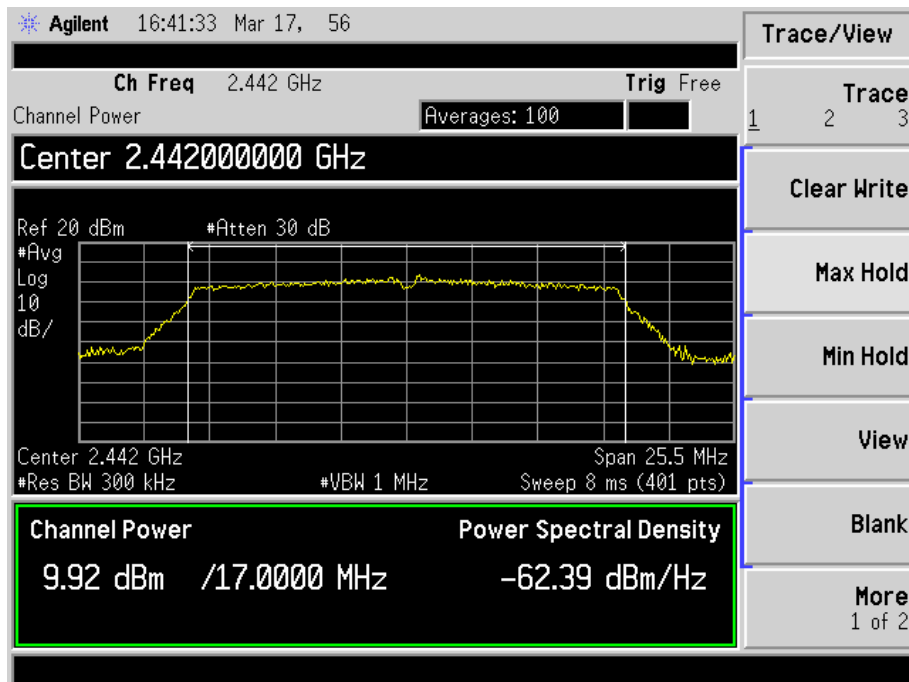 Agilent 16:41:33 Mar 17, 56
Trace/View
Ch Freq 2.442 GHz Trig Free
Channel Power Averages: 100
Center 2.442000000 GHz
Ref 20 dBm #Atten 30 dB
#Avg
Log
10
dB/
Center 2.442 GHz Span 25.5 MHz
#Res BW 300 kHz #VBW 1 MHz Sweep 8 ms (401 pts)
Channel Power Power Spectral Density
9.92 dBm /17.0000 MHz -62.39 dBm/Hz
Trace
1 2 3
Clear Write
Max Hold
Min Hold
View
Blank
More
1 of 2